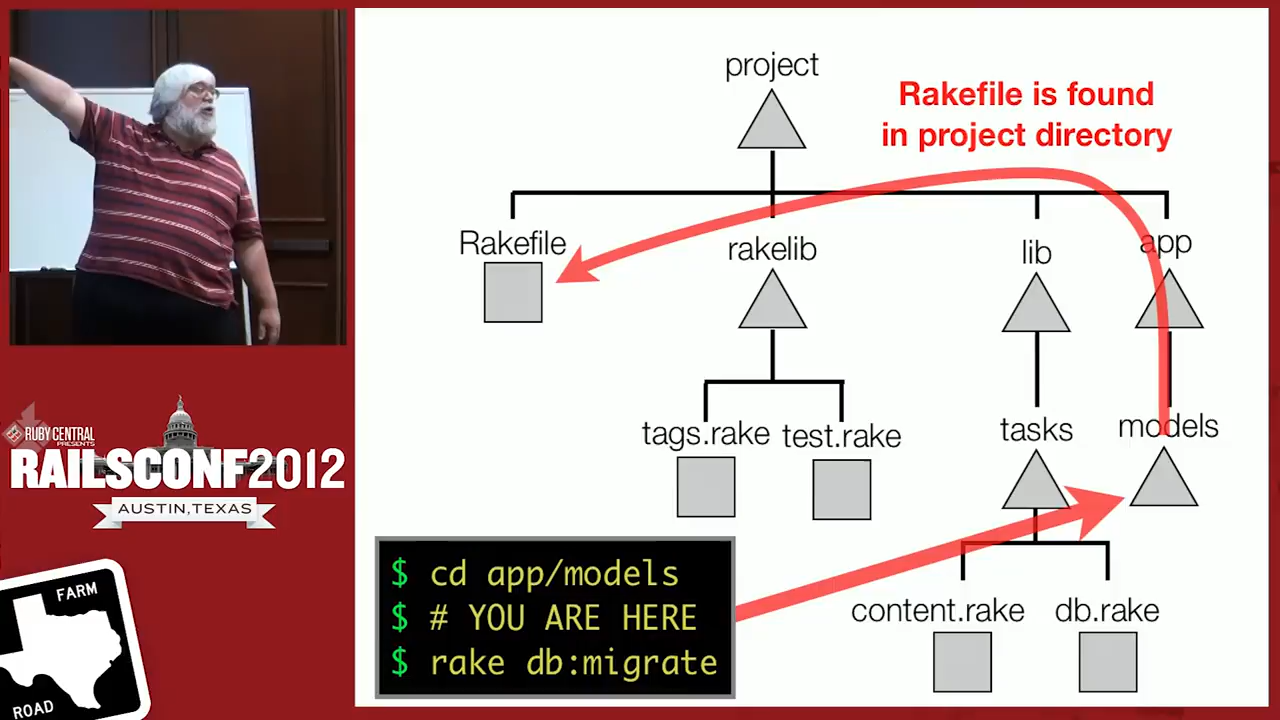 project
Rakefile is found
in project directory
Rakefile
rakelib
lib
app
tags.rake
test.rake
tasks
models
content.rake
db.rake
$ cd app/models
$ # YOU ARE HERE
$ rake db:migrate
RUBY CENTRAL
PRESENTS
RAILSCONF2012
AUSTIN,TEXAS
FARM
ROAD